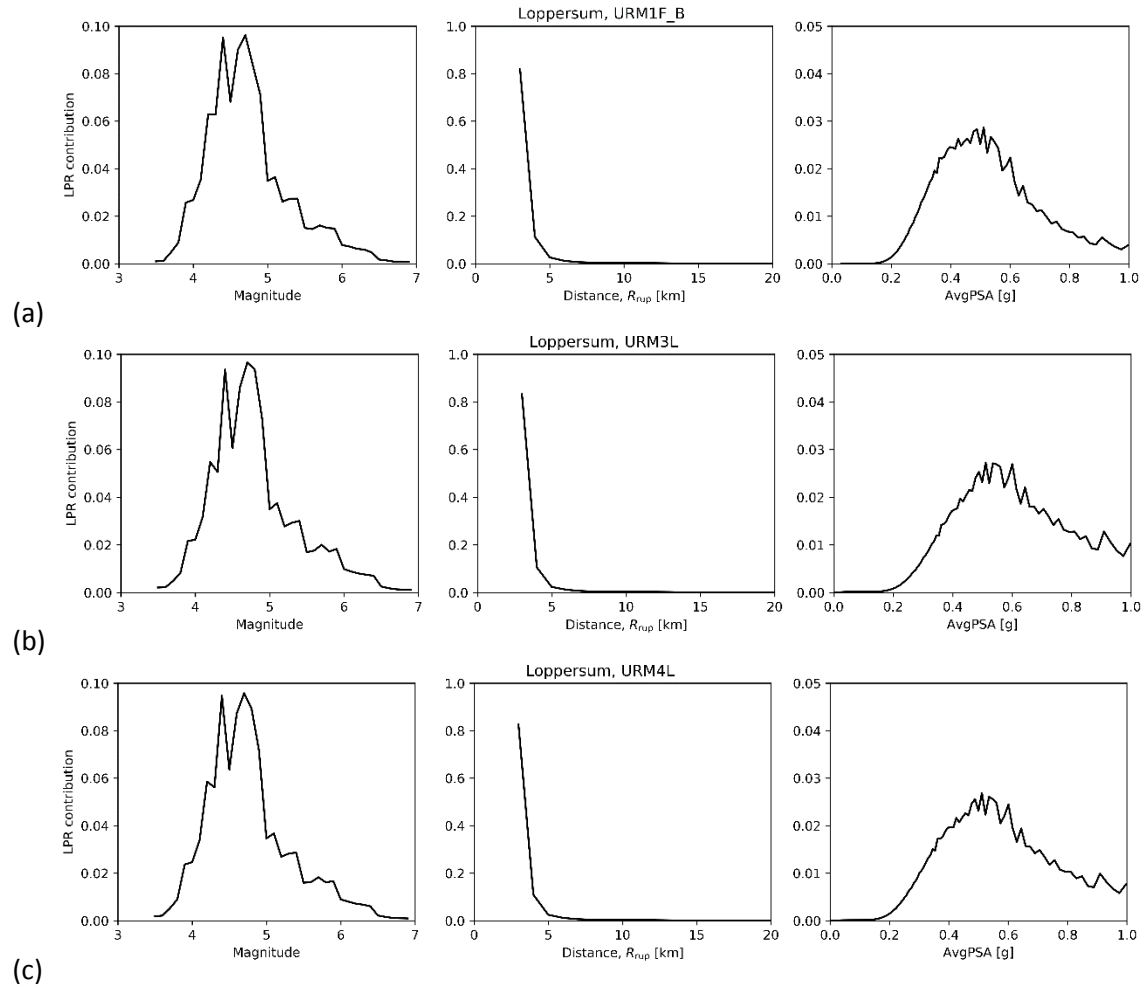 Loppersum, URM1F_B
0.10
0.08
0.06
0.04
0.02
0.00
LPR contribution
3 4 5 6 7
Magnitude
1.0
0.8
0.6
0.4
0.2
0.0
0 5 10 15 20
Distance, Rrup [km]
0.05
0.04
0.03
0.02
0.01
0.00
0.0 0.2 0.4 0.6 0.8 1.0
AvgPSA [g]
(a)
Loppersum, URM3L
0.10
0.08
0.06
0.04
0.02
0.00
LPR contribution
3 4 5 6 7
Magnitude
1.0
0.8
0.6
0.4
0.2
0.0
0 5 10 15 20
Distance, Rrup [km]
0.05
0.04
0.03
0.02
0.01
0.00
0.0 0.2 0.4 0.6 0.8 1.0
AvgPSA [g]
(b)
Loppersum, URM4L
0.10
0.08
0.06
0.04
0.02
0.00
LPR contribution
3 4 5 6 7
Magnitude
1.0
0.8
0.6
0.4
0.2
0.0
0 5 10 15 20
Distance, Rrup [km]
0.05
0.04
0.03
0.02
0.01
0.00
0.0 0.2 0.4 0.6 0.8 1.0
AvgPSA [g]
(c)